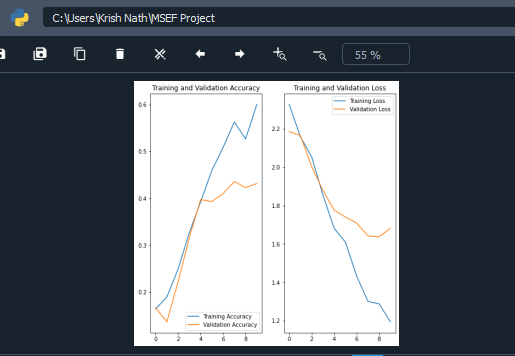 C:\Users\Krish Nath\MSEF Project
55 %
Training and Validation Accuracy
0.6
0.5
0.4
0.3
0.2
0 2 4 6 8
Training Accuracy
Validation Accuracy
Training and Validation Loss
Training Loss
Validation Loss
2.2
2.0
1.8
1.6
1.4
1.2
0 2 4 6 8